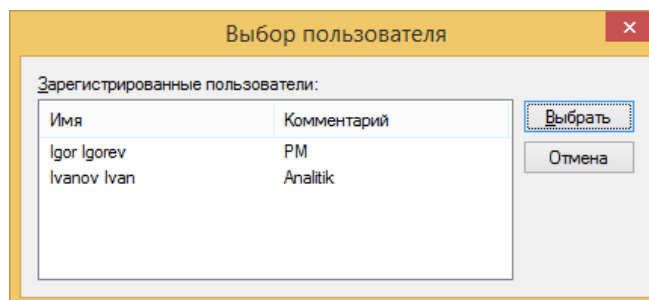 Выбор пользователя
Зарегистрированные пользователи:
Имя Комментарий
Igor Igorev PM
Ivanov Ivan Analitik
Выбрать
Отмена